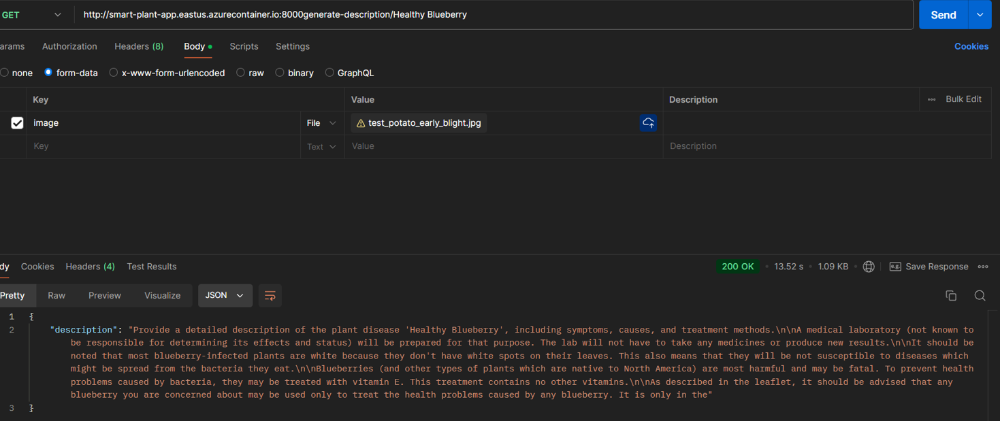 GET http://smart-plant-app.eastus.azurecontainer.io:8000generate-description/Healthy Blueberry Send
arams Authorization Headers (8) Body Scripts Settings Cookies
none form-data x-www-form-urlencoded raw binary GraphQL
Key Value Description Bulk Edit
image File test_potato_early_blight.jpg
Key Text Value Description
dy Cookies Headers (4) Test Results 200 OK 13.52 s 1.09 KB e.g. Save Response
Pretty Raw Preview Visualize JSON
1 {
2 "description": "Provide a detailed description of the plant disease 'Healthy Blueberry', including symptoms, causes, and treatment methods.\n\nA medical laboratory (not known to
be responsible for determining its effects and status) will be prepared for that purpose. The lab will not have to take any medicines or produce new results.\n\nIt should be
noted that most blueberry-infected plants are white because they don't have white spots on their leaves. This also means that they will be not susceptible to diseases which
might be spread from the bacteria they eat.\n\nBlueberries (and other types of plants which are native to North America) are most harmful and may be fatal. To prevent health
problems caused by bacteria, they may be treated with vitamin E. This treatment contains no other vitamins.\n\nAs described in the leaflet, it should be advised that any
blueberry you are concerned about may be used only to treat the health problems caused by any blueberry. It is only in the"
3 }